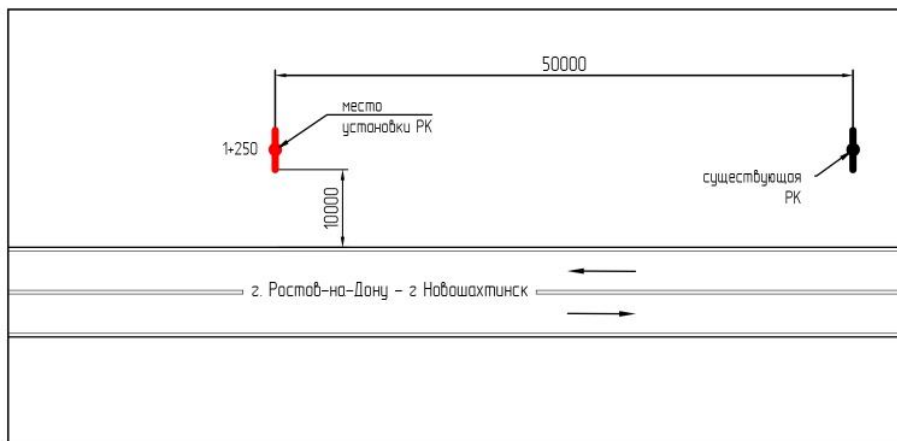 50000
место
установки РК
1+250
существующая
РК
10000
г. Ростов-на-Дону - г Новошахтинск